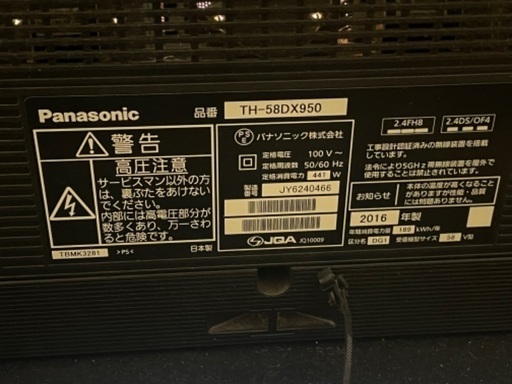 Panasonic
品番 TH-58DX950
警告
高圧注意
サービスマン以外の方
は、裏ぶたをあけない
でください。
内部には高電圧部分が
数多くあり、万一さわ
ると危険です。
TBMK3281 >PS<
日本製
PSE パナソニック株式会社
定格電圧 100 V~
定格周波数 50/60 Hz
定格消費電力 441 W
製造 JY6240466
JQA JQ10009
2.4FH8 2.4DS/OF4
工事設計認証済みの無線装置を搭載
しています。
法令により5GHz帯無線装置を屋外で
使用することは禁止されています。
お知らせ 本体の温度が高くなることが
ありますが性能・品質
には問題ありません。
2016 年製
年間消費電力量 189 kWh/年
区分名 DG1 受信機型サイズ 58 V型